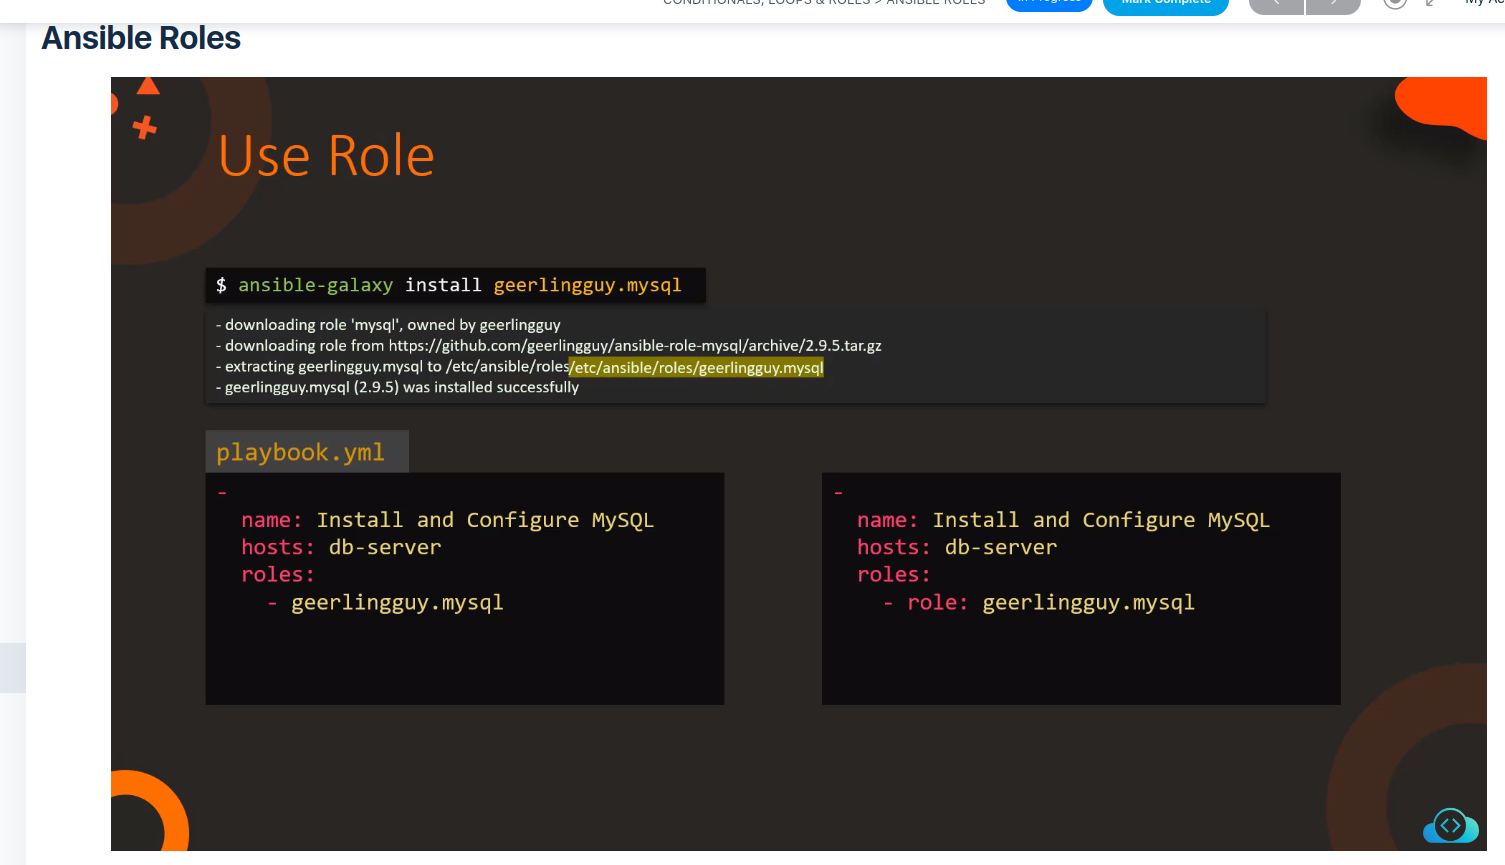 CONDITIONALS, LOOPS & ROLES > ANSIBLE ROLES
In Progress
Mark Complete
Ansible Roles
Use Role
$ ansible-galaxy install geerlingguy.mysql
- downloading role 'mysql', owned by geerlingguy
- downloading role from https://github.com/geerlingguy/ansible-role-mysql/archive/2.9.5.tar.gz
- extracting geerlingguy.mysql to /etc/ansible/roles/etc/ansible/roles/geerlingguy.mysql
- geerlingguy.mysql (2.9.5) was installed successfully
playbook.yml
-
name: Install and Configure MySQL
hosts: db-server
roles:
- geerlingguy.mysql
-
name: Install and Configure MySQL
hosts: db-server
roles:
- role: geerlingguy.mysql